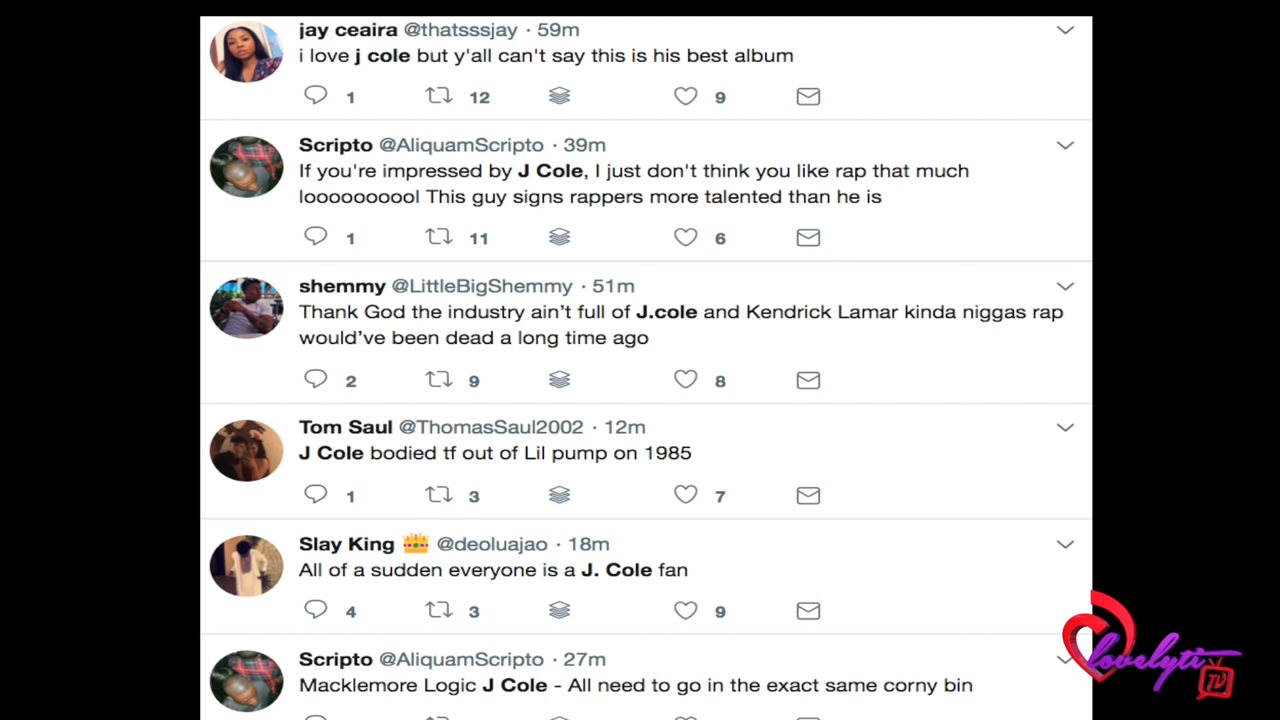 jay ceaira @thatsssjay · 59m
i love j cole but y'all can't say this is his best album
1 12 9
Scripto @AliquamScripto · 39m
If you're impressed by J Cole, I just don't think you like rap that much
looooooooool This guy signs rappers more talented than he is
1 11 6
shemmy @LittleBigShemmy · 51m
Thank God the industry ain’t full of J.cole and Kendrick Lamar kinda niggas rap
would’ve been dead a long time ago
2 9 8
Tom Saul @ThomasSaul2002 · 12m
J Cole bodied tf out of Lil pump on 1985
1 3 7
Slay King 👑 @deoluajao · 18m
All of a sudden everyone is a J. Cole fan
4 3 9
Scripto @AliquamScripto · 27m
Macklemore Logic J Cole - All need to go in the exact same corny bin
lovelyti TV